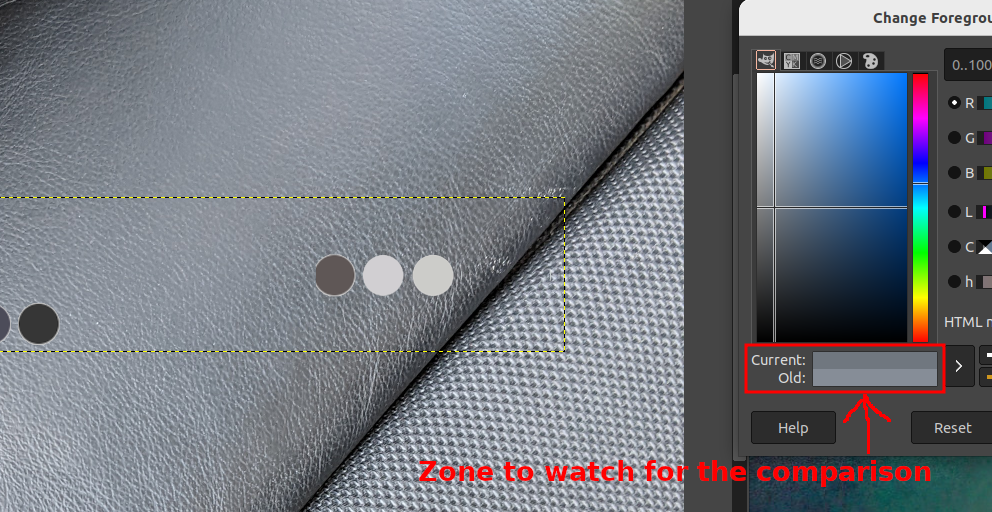 Change Foregrou
0..100
R
G
B
L
C
h
HTML n
Current:
Old:
Help
Reset
Zone to watch for the comparison